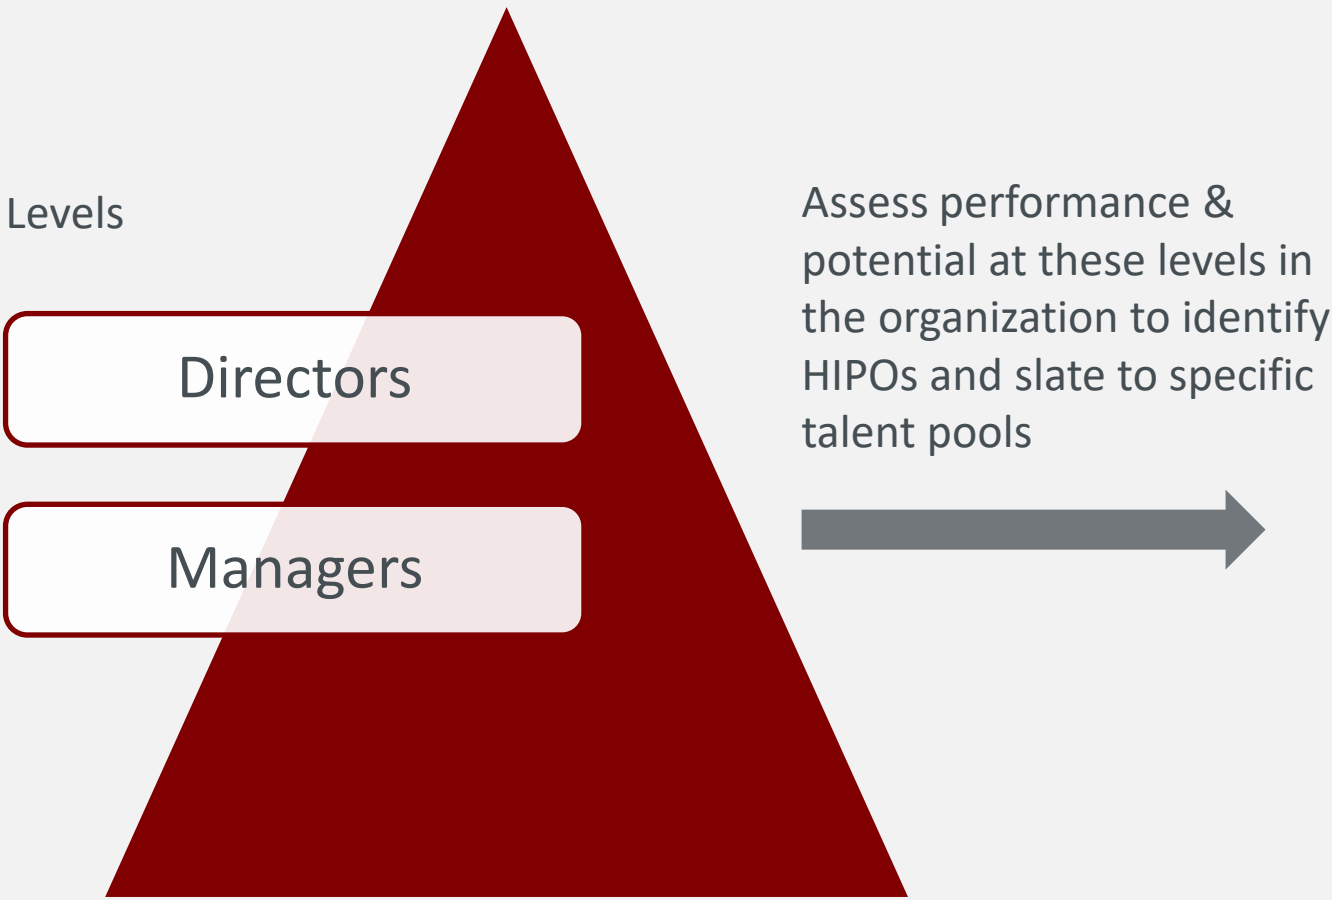 Levels
Directors
Managers
Assess performance &
potential at these levels in
the organization to identify
HIPOs and slate to specific
talent pools